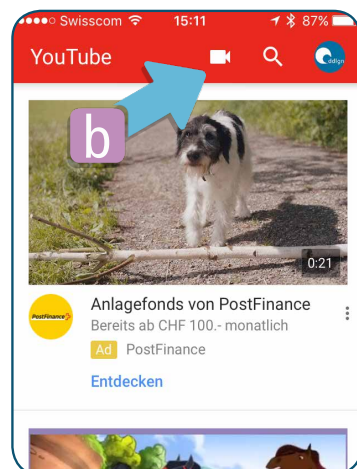 Swisscom 15:11 87%
YouTube
ddign
b
0:21
PostFinance
Anlagefonds von PostFinance
Bereits ab CHF 100.- monatlich
Ad PostFinance
Entdecken